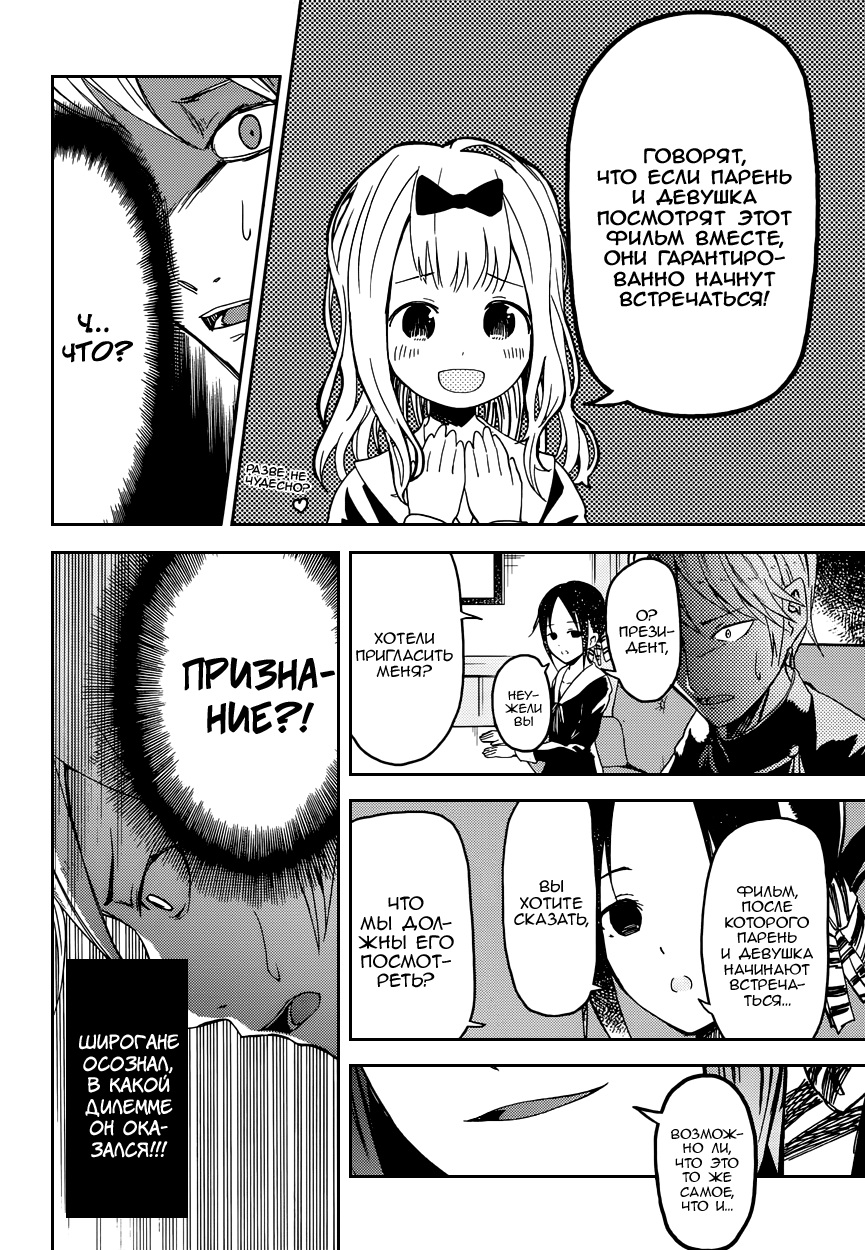 ГОВОРЯТ,
ЧТО ЕСЛИ ПАРЕНЬ
И ДЕВУШКА
ПОСМОТРЯТ ЭТОТ
ФИЛЬМ ВМЕСТЕ,
ОНИ ГАРАНТИРО-
ВАННО НАЧНУТ
ВСТРЕЧАТЬСЯ!
РАЗВЕ НЕ
ЧУДЕСНО?
Ч..
ЧТО?
О?
ПРЕЗИ-
ДЕНТ,
НЕУ-
ЖЕЛИ
ВЫ
ХОТЕЛИ
ПРИГЛАСИТЬ
МЕНЯ?
ФИЛЬМ,
ПОСЛЕ
КОТОРОГО
ПАРЕНЬ
И ДЕВУШКА
НАЧИНАЮТ
ВСТРЕЧА-
ТЬСЯ...
ВЫ
ХОТИТЕ
СКАЗАТЬ,
ЧТО
МЫ ДОЛ-
ЖНЫ ЕГО
ПОСМОТ-
РЕТЬ?
ВОЗМОЖ-
НО ЛИ,
ЧТО ЭТО
ТО ЖЕ
САМОЕ,
ЧТО И...
ПРИЗНА-
НИЕ?!
ШИРОГАНЕ
ОСОЗНАЛ,
В КАКОЙ
ДИЛЕММЕ
ОН ОКА-
ЗАЛСЯ!!!